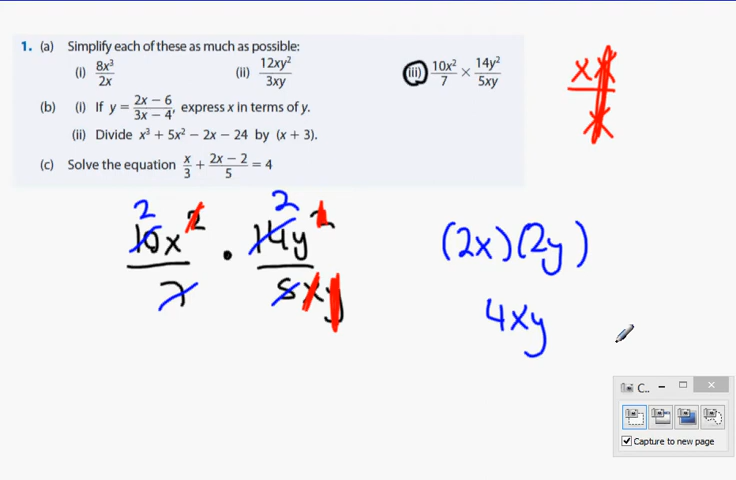 1. (a) Simplify each of these as much as possible:
(i) 8x³/2x (ii) 12xy²/3xy (iii) 10x²/7 × 14y²/5xy
(b) (i) If y = (2x − 6)/(3x − 4), express x in terms of y.
(ii) Divide x³ + 5x² − 2x − 24 by (x + 3).
(c) Solve the equation x/3 + (2x − 2)/5 = 4
xx
x
2 2
10x² · 14y²
7 5xy
(2x)(2y)
4xy
C..
Capture to new page